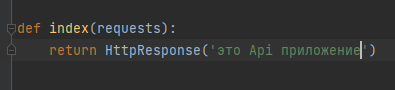 def index(requests):
    return HttpResponse('это Api приложение')